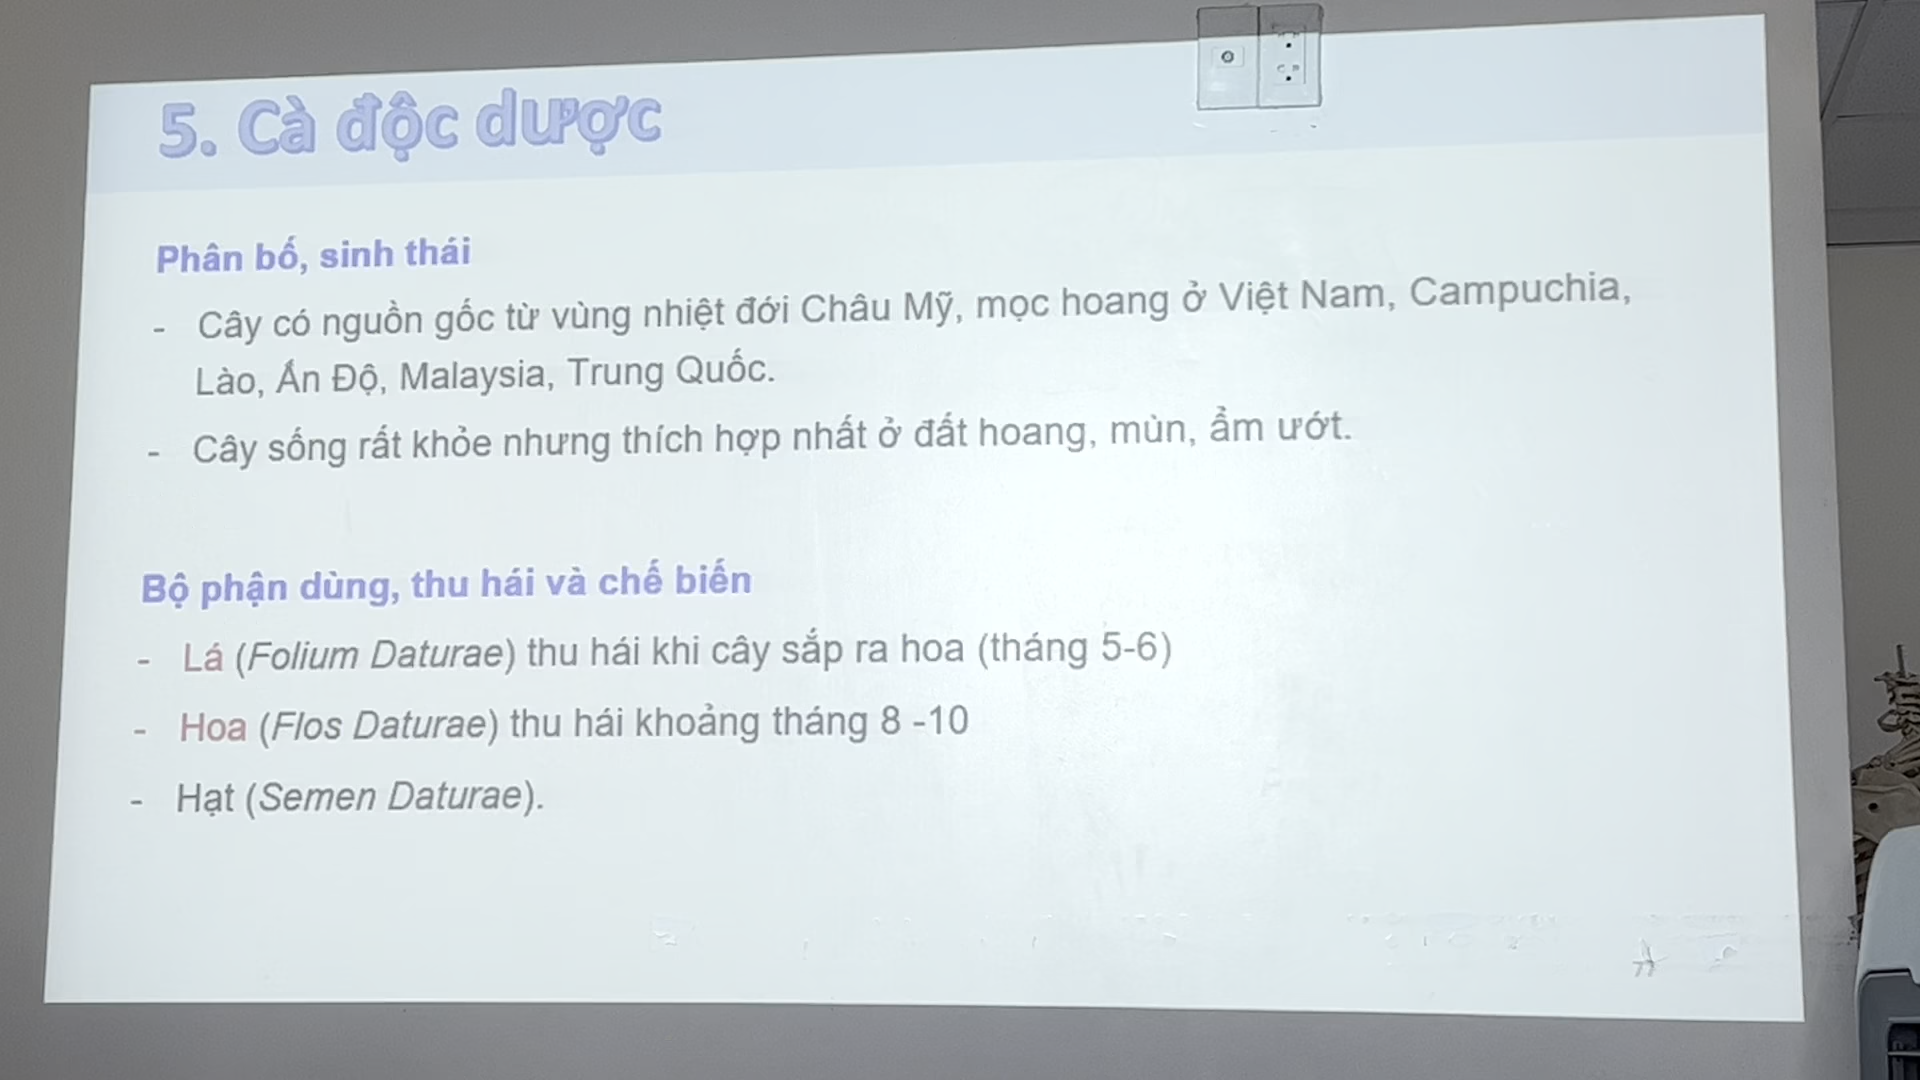 5. Cà độc dược
Phân bố, sinh thái
- Cây có nguồn gốc từ vùng nhiệt đới Châu Mỹ, mọc hoang ở Việt Nam, Campuchia,
Lào, Ấn Độ, Malaysia, Trung Quốc.
- Cây sống rất khỏe nhưng thích hợp nhất ở đất hoang, mùn, ẩm ướt.
Bộ phận dùng, thu hái và chế biến
- Lá (Folium Daturae) thu hái khi cây sắp ra hoa (tháng 5-6)
- Hoa (Flos Daturae) thu hái khoảng tháng 8 -10
- Hạt (Semen Daturae).